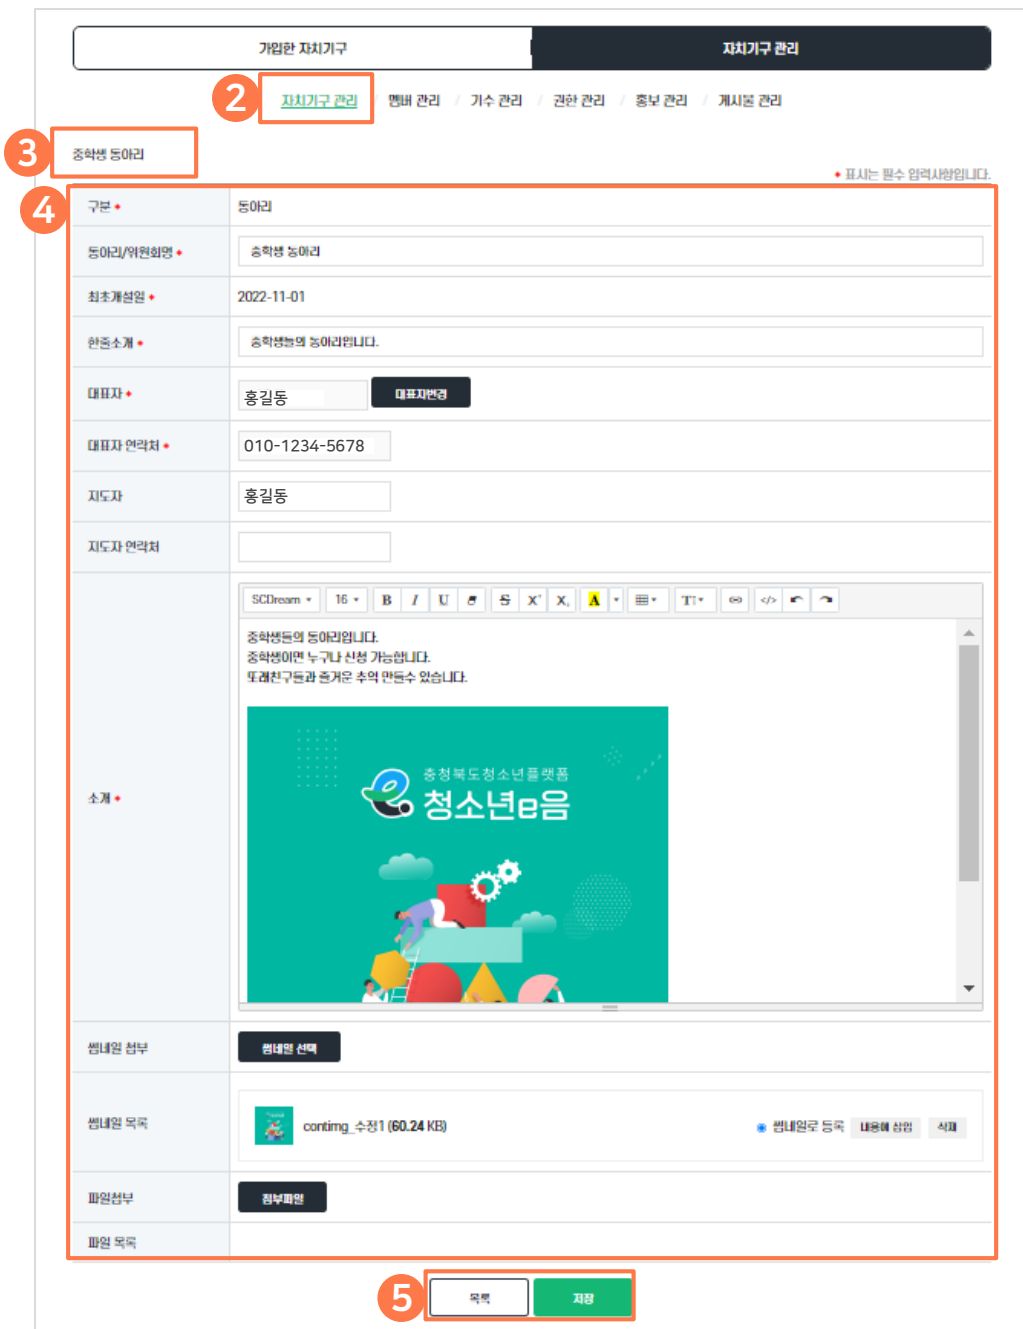 가입한 자치기구
자치기구 관리
2
자치기구 관리 / 멤버 관리 / 기수 관리 / 권한 관리 / 홍보 관리 / 게시물 관리
3
중학생 동아리
• 표시는 필수 입력사항입니다.
4
구분 • 동아리
동아리/위원회명 • 중학생 동아리
최초개설일 • 2022-11-01
한줄소개 • 중학생들의 동아리입니다.
대표자 • 홍길동 대표자변경
대표자 연락처 • 010-1234-5678
지도자 홍길동
지도자 연락처
SCDream 16 B I U S X X A T </>
중학생들의 동아리입니다.
중학생이면 누구나 신청 가능합니다.
또래친구들과 즐거운 추억 만들수 있습니다.
충청북도청소년플랫폼
청소년e음
소개 •
썸네일 첨부 썸네일 선택
썸네일 목록 contimg_수정1 (60.24 KB) 썸네일로 등록 내용에 삽입 삭제
파일첨부 첨부파일
파일 목록
5
목록 저장